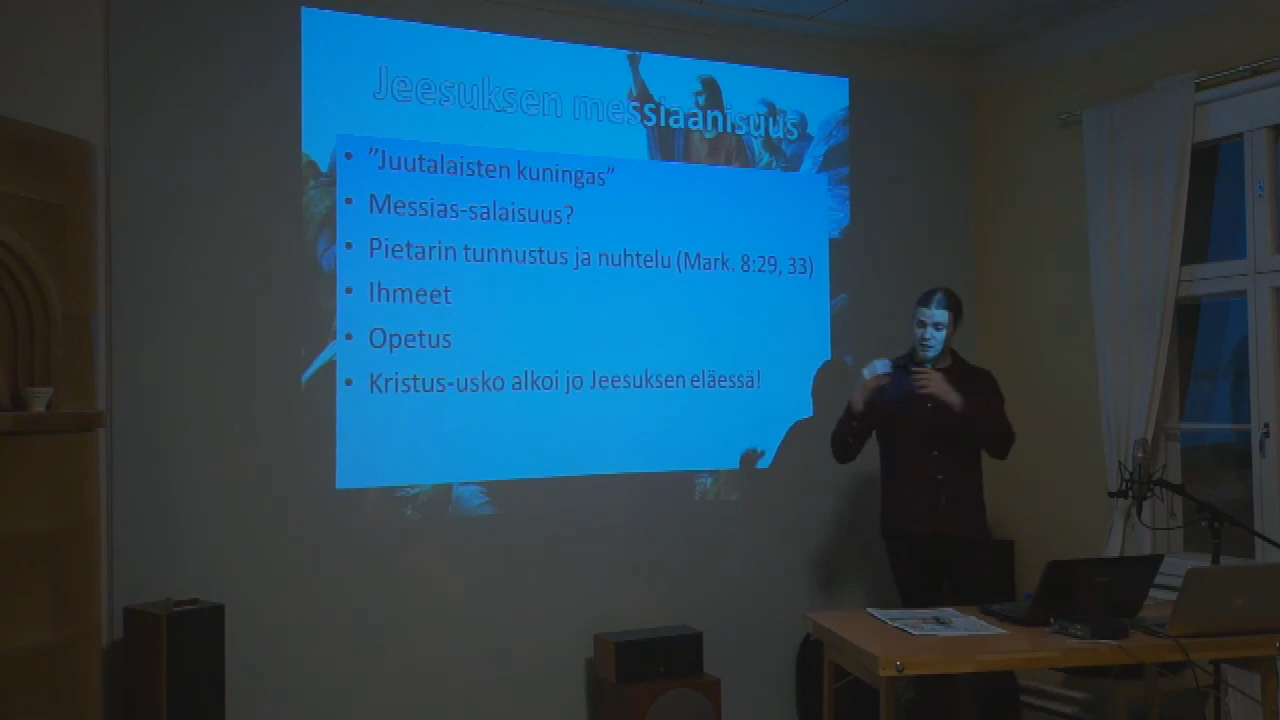 Jeesuksen messiaanisuus
• ”Juutalaisten kuningas”
• Messias-salaisuus?
• Pietarin tunnustus ja nuhtelu (Mark. 8:29, 33)
• Ihmeet
• Opetus
• Kristus-usko alkoi jo Jeesuksen eläessä!